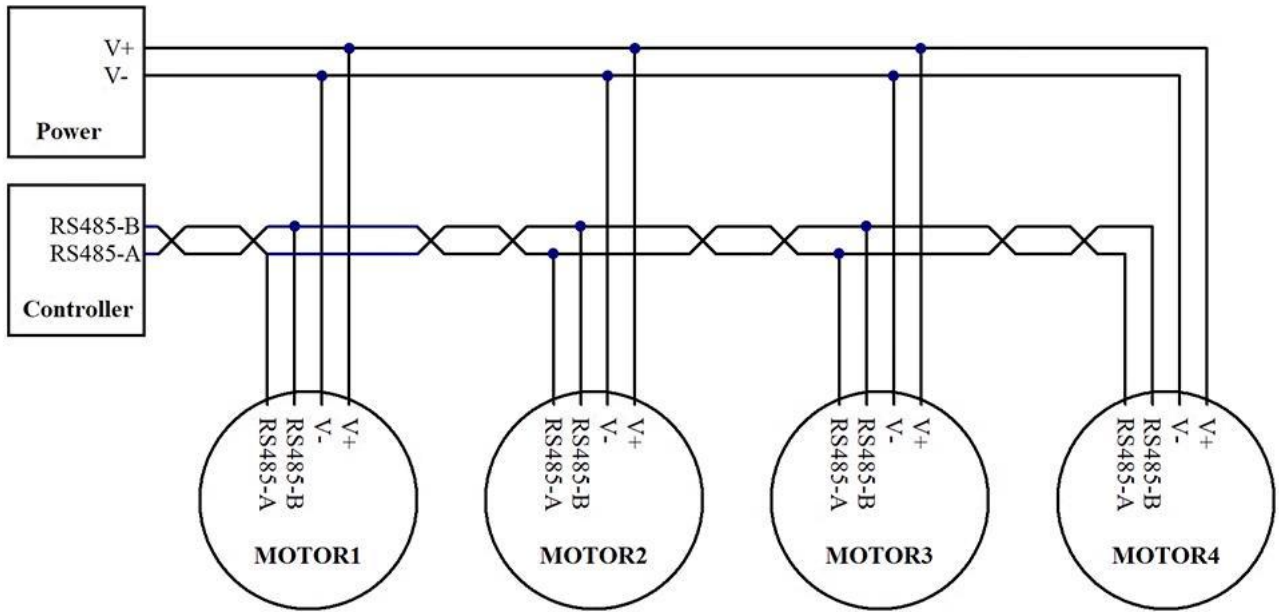 V+
V-
Power
RS485-B
RS485-A
Controller
RS485-A
RS485-B
V-
V+
MOTOR1
RS485-A
RS485-B
V-
V+
MOTOR2
RS485-A
RS485-B
V-
V+
MOTOR3
RS485-A
RS485-B
V-
V+
MOTOR4